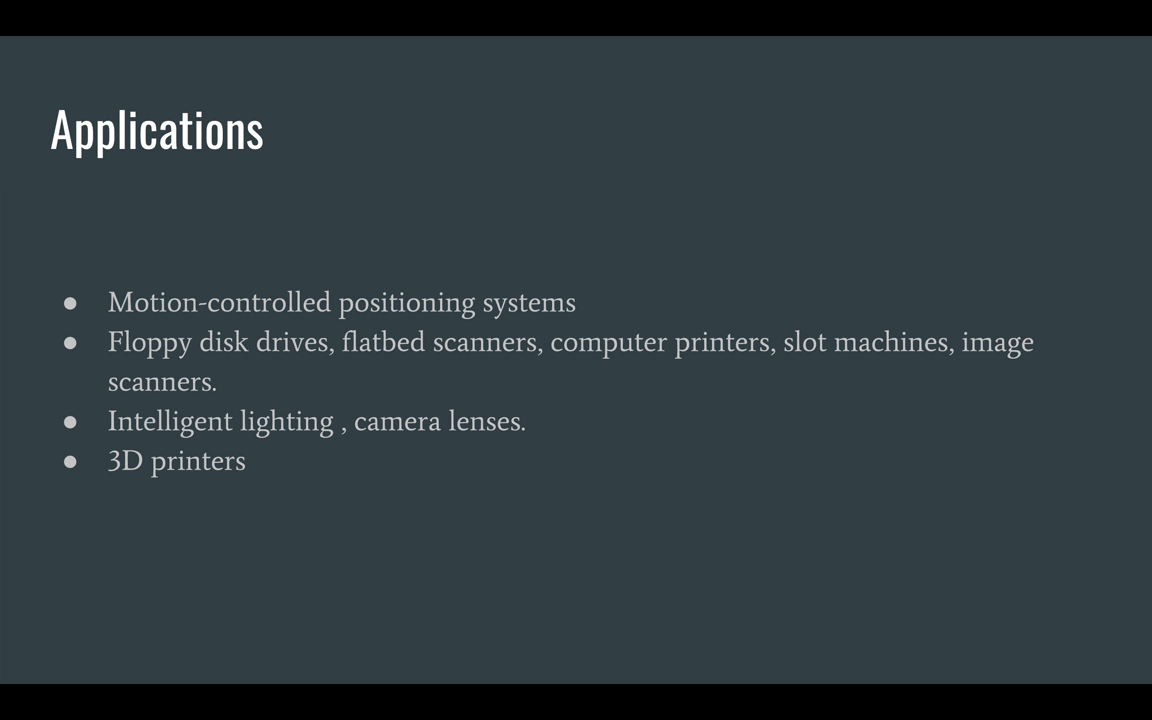 Applications
● Motion-controlled positioning systems
● Floppy disk drives, flatbed scanners, computer printers, slot machines, image
scanners.
● Intelligent lighting , camera lenses.
● 3D printers